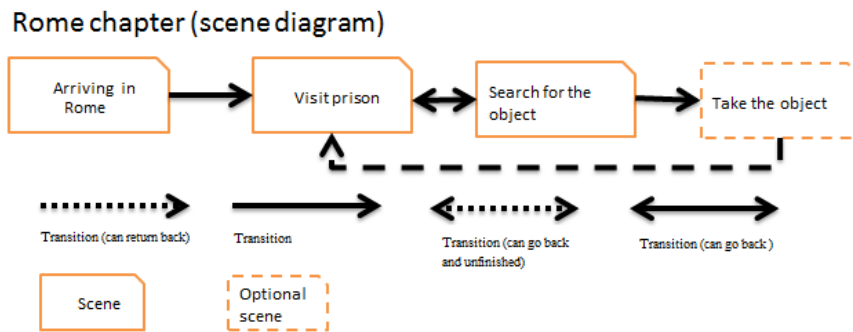 Rome chapter (scene diagram)
Arriving in
Rome
Visit prison
Search for the
object
Take the object
Transition (can return back)
Transition
Transition (can go back
and unfinished)
Transition (can go back )
Scene
Optional
scene